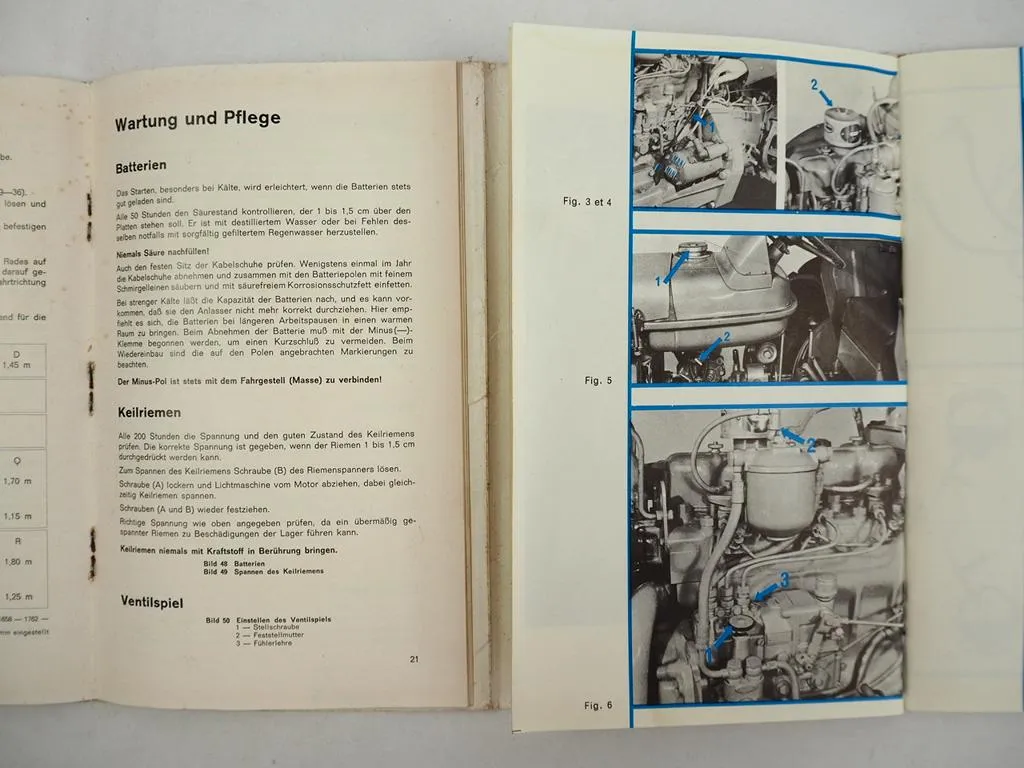 be.
9—36).
lösen und
befestigen
Rades auf
darauf ge-
ahrtrichtung
end für die
D
1,45 m
Q
1,70 m
1,15 m
R
1,80 m
1,25 m
1658 — 1762 —
mm eingestellt
Wartung und Pflege
Batterien
Das Starten, besonders bei Kälte, wird erleichtert, wenn die Batterien stets
gut geladen sind.
Alle 50 Stunden den Säurestand kontrollieren, der 1 bis 1,5 cm über den
Platten stehen soll. Er ist mit destilliertem Wasser oder bei Fehlen des-
selben notfalls mit sorgfältig gefiltertem Regenwasser herzustellen.
Niemals Säure nachfüllen!
Auch den festen Sitz der Kabelschuhe prüfen. Wenigstens einmal im Jahr
die Kabelschuhe abnehmen und zusammen mit den Batteriepolen mit feinem
Schmirgelleinen säubern und mit säurefreiem Korrosionsschutzfett einfetten.
Bei strenger Kälte läßt die Kapazität der Batterien nach, und es kann vor-
kommen, daß sie den Anlasser nicht mehr korrekt durchziehen. Hier emp-
fiehlt es sich, die Batterien bei längeren Arbeitspausen in einen warmen
Raum zu bringen. Beim Abnehmen der Batterie muß mit der Minus(—)-
Klemme begonnen werden, um einen Kurzschluß zu vermeiden. Beim
Wiedereinbau sind die auf den Polen angebrachten Markierungen zu
beachten.
Der Minus-Pol ist stets mit dem Fahrgestell (Masse) zu verbinden!
Keilriemen
Alle 200 Stunden die Spannung und den guten Zustand des Keilriemens
prüfen. Die korrekte Spannung ist gegeben, wenn der Riemen 1 bis 1,5 cm
durchgedrückt werden kann.
Zum Spannen des Keilriemens Schraube (B) des Riemenspanners lösen.
Schraube (A) lockern und Lichtmaschine vom Motor abziehen, dabei gleich-
zeitig Keilriemen spannen.
Schrauben (A und B) wieder festziehen.
Richtige Spannung wie oben angegeben prüfen, da ein übermäßig ge-
spannter Riemen zu Beschädigungen der Lager führen kann.
Keilriemen niemals mit Kraftstoff in Berührung bringen.
Bild 48 Batterien
Bild 49 Spannen des Keilriemens
Ventilspiel
Bild 50 Einstellen des Ventilspiels
1 — Stellschraube
2 — Feststellmutter
3 — Fühlerlehre
21
1
2
Fig. 3 et 4
1
2
Fig. 5
2
3
1
Fig. 6